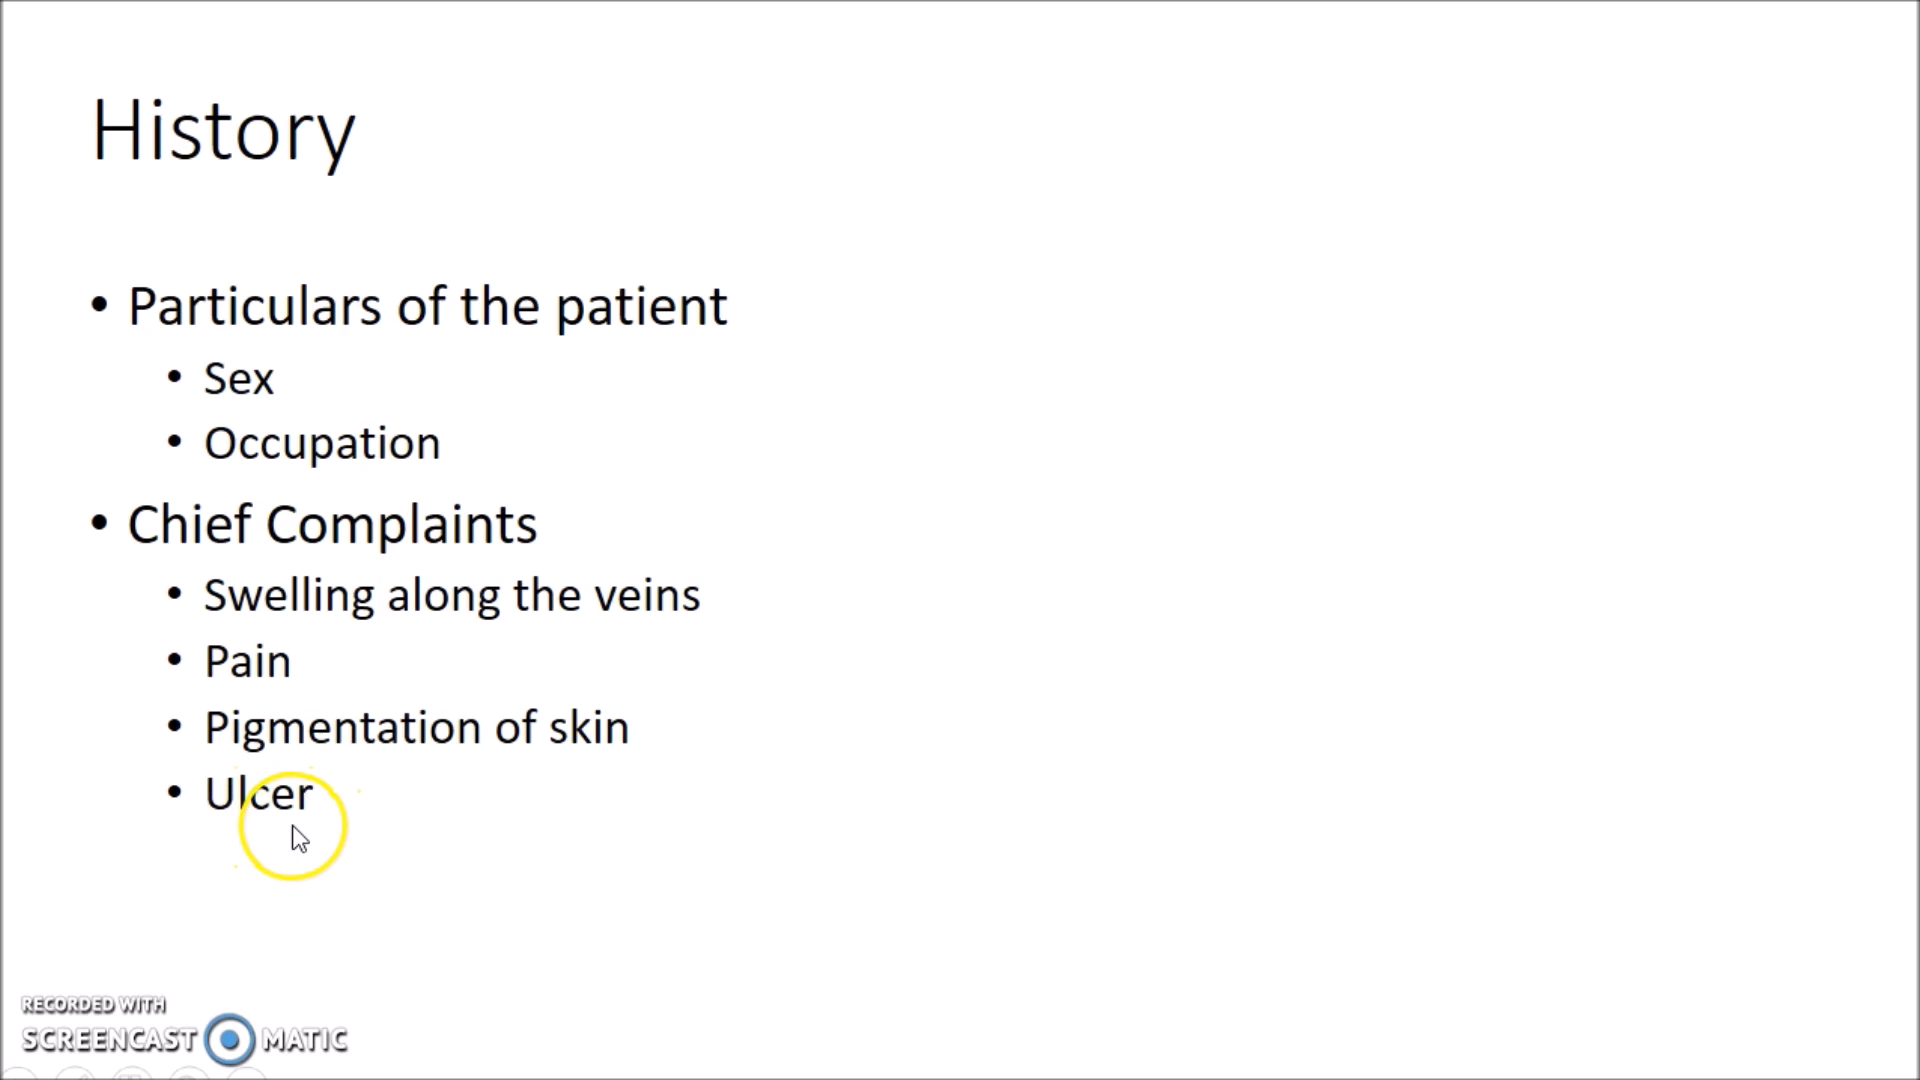 History
• Particulars of the patient
• Sex
• Occupation
• Chief Complaints
• Swelling along the veins
• Pain
• Pigmentation of skin
• Ulcer
RECORDED WITH
SCREENCAST MATIC